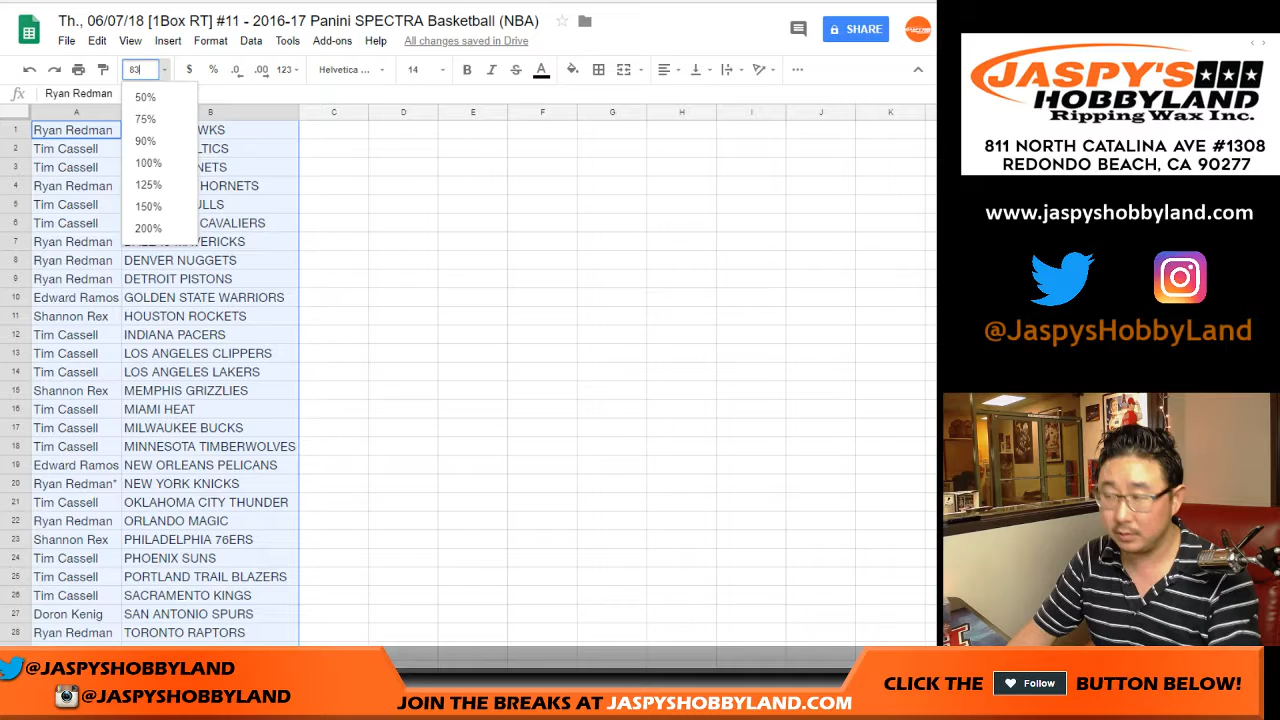 Th., 06/07/18 [1Box RT] #11 - 2016-17 Panini SPECTRA Basketball (NBA)
File Edit View Insert Format Data Tools Add-ons Help All changes saved in Drive
SHARE
83 $ % .0 .00 123 Helvetica ... 14 B I S A
fx Ryan Redman
50%
75%
90%
100%
125%
150%
200%
A B C D E F G H I J K
1 Ryan Redman WKS
2 Tim Cassell LTICS
3 Tim Cassell NETS
4 Ryan Redman HORNETS
5 Tim Cassell ULLS
6 Tim Cassell CAVALIERS
7 Ryan Redman MAVERICKS
8 Ryan Redman DENVER NUGGETS
9 Ryan Redman DETROIT PISTONS
10 Edward Ramos GOLDEN STATE WARRIORS
11 Shannon Rex HOUSTON ROCKETS
12 Tim Cassell INDIANA PACERS
13 Tim Cassell LOS ANGELES CLIPPERS
14 Tim Cassell LOS ANGELES LAKERS
15 Shannon Rex MEMPHIS GRIZZLIES
16 Tim Cassell MIAMI HEAT
17 Tim Cassell MILWAUKEE BUCKS
18 Tim Cassell MINNESOTA TIMBERWOLVES
19 Edward Ramos NEW ORLEANS PELICANS
20 Ryan Redman* NEW YORK KNICKS
21 Tim Cassell OKLAHOMA CITY THUNDER
22 Ryan Redman ORLANDO MAGIC
23 Shannon Rex PHILADELPHIA 76ERS
24 Tim Cassell PHOENIX SUNS
25 Tim Cassell PORTLAND TRAIL BLAZERS
26 Tim Cassell SACRAMENTO KINGS
27 Doron Kenig SAN ANTONIO SPURS
28 Ryan Redman TORONTO RAPTORS
JASPY'S
HOBBYLAND
Ripping Wax Inc.
811 NORTH CATALINA AVE #1308
REDONDO BEACH, CA 90277
www.jaspyshobbyland.com
@JaspysHobbyLand
@JASPYSHOBBYLAND
@JASPYSHOBBYLAND
JOIN THE BREAKS AT JASPYSHOBBYLAND.COM
CLICK THE Follow BUTTON BELOW!